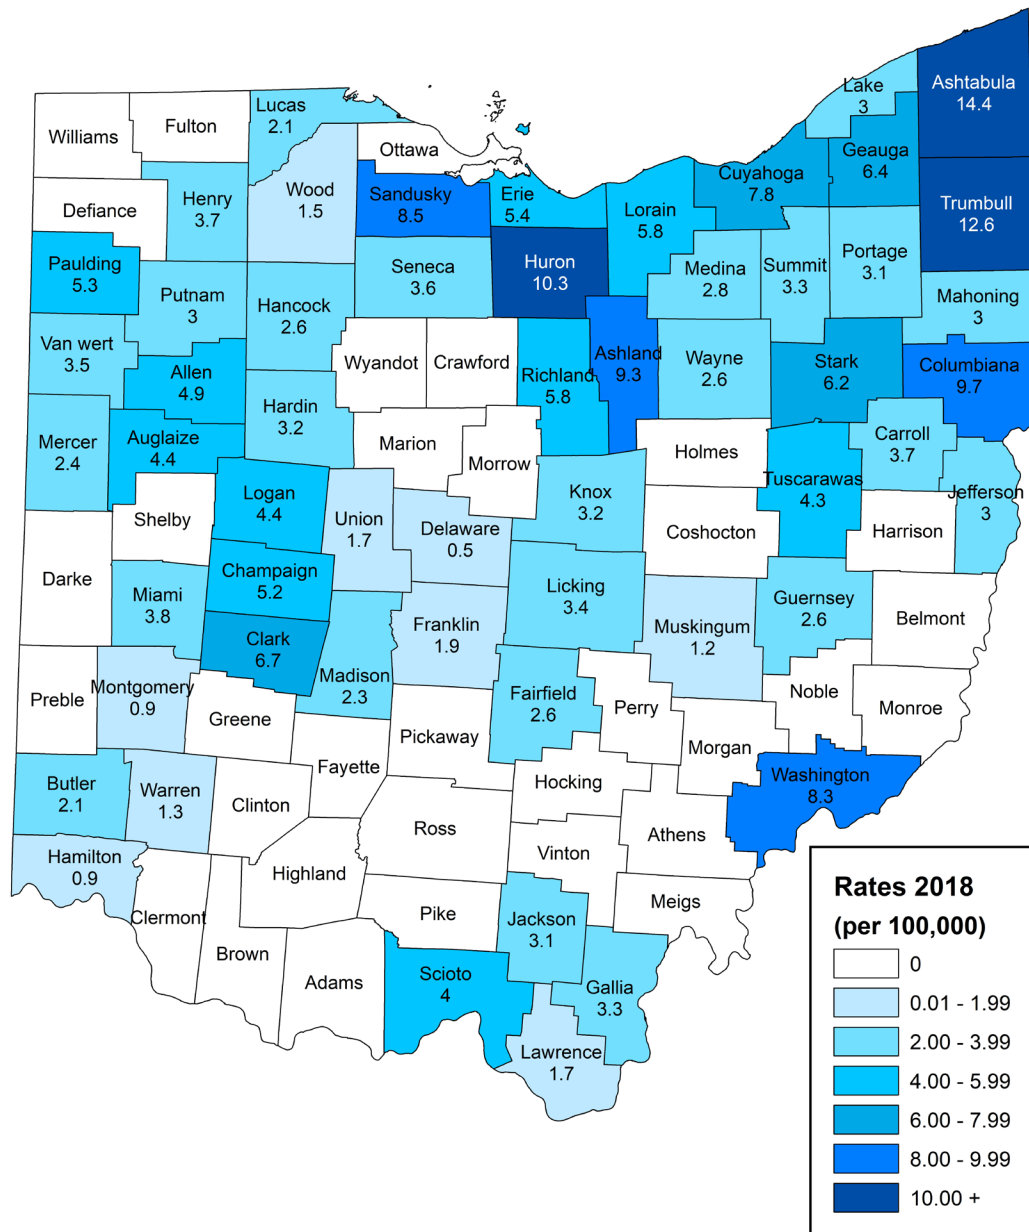 Lake
3
Ashtabula
14.4
Lucas
2.1
Williams
Fulton
Ottawa
Geauga
6.4
Cuyahoga
7.8
Wood
1.5
Sandusky
8.5
Erie
5.4
Henry
3.7
Defiance
Lorain
5.8
Trumbull
12.6
Paulding
5.3
Putnam
3
Hancock
2.6
Seneca
3.6
Huron
10.3
Medina
2.8
Summit
3.3
Portage
3.1
Mahoning
3
Van wert
3.5
Allen
4.9
Wyandot
Crawford
Richland
5.8
Ashland
9.3
Wayne
2.6
Stark
6.2
Columbiana
9.7
Hardin
3.2
Mercer
2.4
Auglaize
4.4
Marion
Morrow
Holmes
Carroll
3.7
Tuscarawas
4.3
Jefferson
3
Logan
4.4
Knox
3.2
Shelby
Union
1.7
Delaware
0.5
Coshocton
Harrison
Darke
Miami
3.8
Champaign
5.2
Licking
3.4
Guernsey
2.6
Belmont
Clark
6.7
Franklin
1.9
Muskingum
1.2
Madison
2.3
Preble
Montgomery
0.9
Greene
Fairfield
2.6
Perry
Noble
Monroe
Pickaway
Morgan
Fayette
Butler
2.1
Warren
1.3
Clinton
Hocking
Washington
8.3
Ross
Athens
Hamilton
0.9
Highland
Vinton
Meigs
Clermont
Pike
Jackson
3.1
Brown
Adams
Scioto
4
Gallia
3.3
Lawrence
1.7
Rates 2018
(per 100,000)
0
0.01 - 1.99
2.00 - 3.99
4.00 - 5.99
6.00 - 7.99
8.00 - 9.99
10.00 +